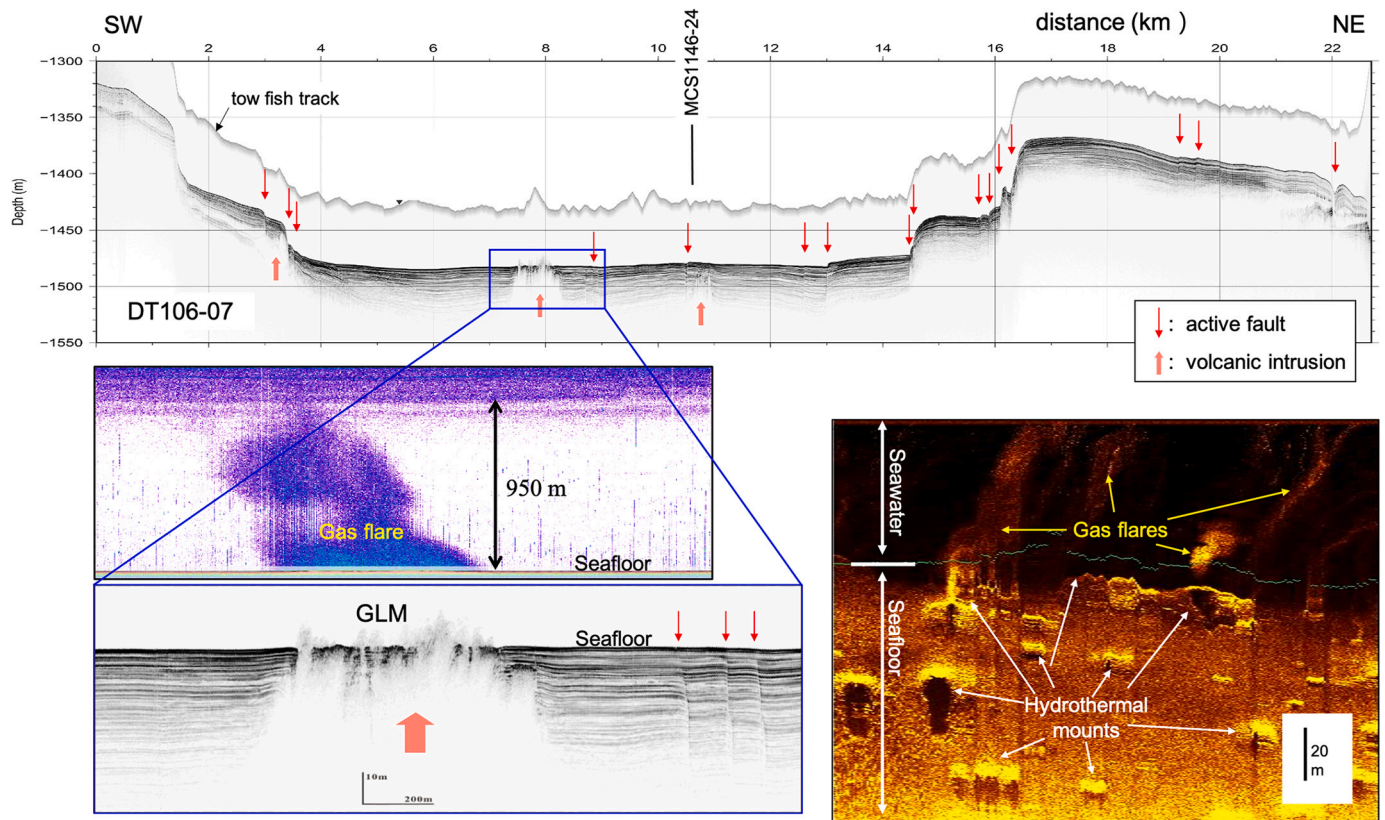 SW
MCS1146-24
distance (km )
NE
0 2 4 6 8 10 12 14 16 18 20 22
Depth (m)
−1300
−1350
−1400
−1450
−1500
−1550
tow fish track
DT106-07
: active fault
: volcanic intrusion
950 m
Gas flare
Seafloor
GLM
Seafloor
10m
200m
Seawater
Gas flares
Seafloor
Hydrothermal
mounts
20
m